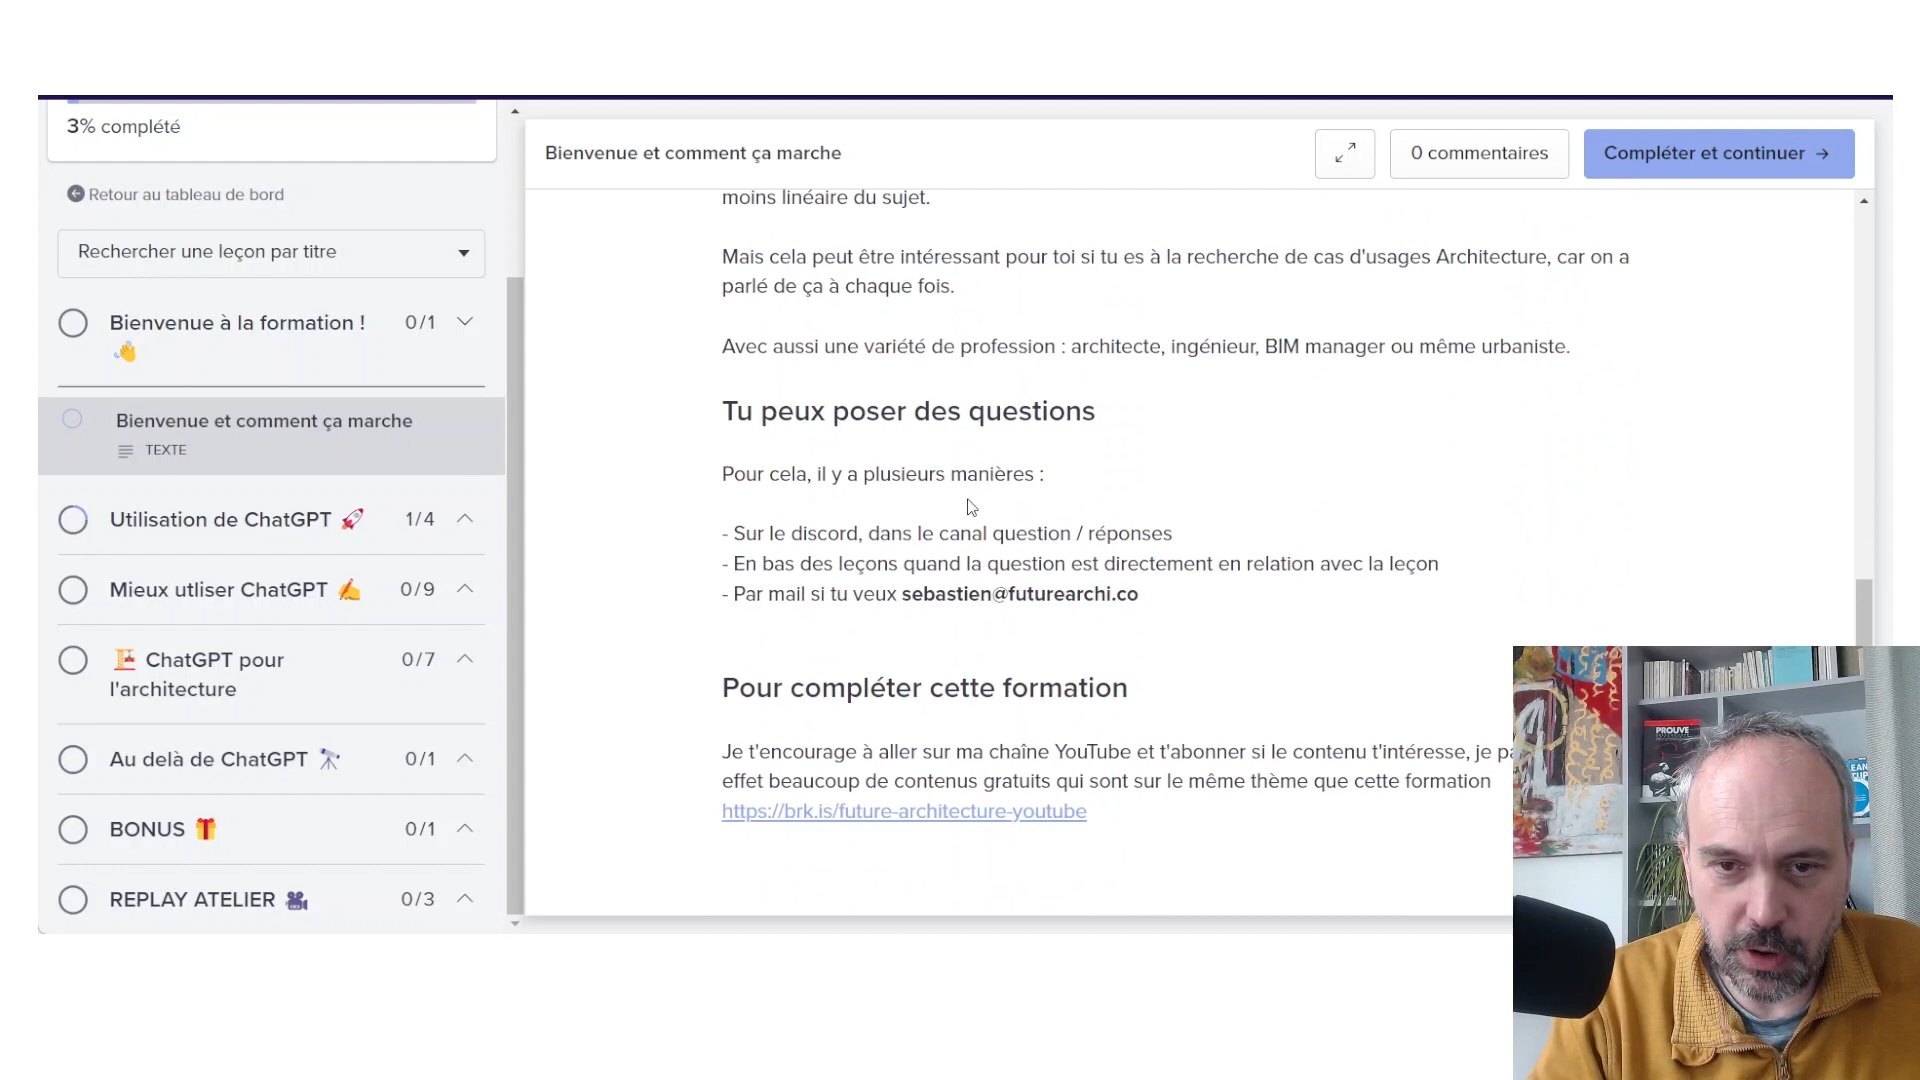 3% complété
Retour au tableau de bord
Rechercher une leçon par titre
Bienvenue à la formation ! 0/1
👋
Bienvenue et comment ça marche
TEXTE
Utilisation de ChatGPT 🚀 1/4
Mieux utliser ChatGPT ✍️ 0/9
🏗️ ChatGPT pour 0/7
l'architecture
Au delà de ChatGPT 🔭 0/1
BONUS 🎁 0/1
REPLAY ATELIER 🎥 0/3
Bienvenue et comment ça marche
0 commentaires
Compléter et continuer →
moins linéaire du sujet.
Mais cela peut être intéressant pour toi si tu es à la recherche de cas d'usages Architecture, car on a
parlé de ça à chaque fois.
Avec aussi une variété de profession : architecte, ingénieur, BIM manager ou même urbaniste.
Tu peux poser des questions
Pour cela, il y a plusieurs manières :
- Sur le discord, dans le canal question / réponses
- En bas des leçons quand la question est directement en relation avec la leçon
- Par mail si tu veux sebastien@futurearchi.co
Pour compléter cette formation
Je t'encourage à aller sur ma chaîne YouTube et t'abonner si le contenu t'intéresse, je
effet beaucoup de contenus gratuits qui sont sur le même thème que cette formation
https://brk.is/future-architecture-youtube
PROUVE